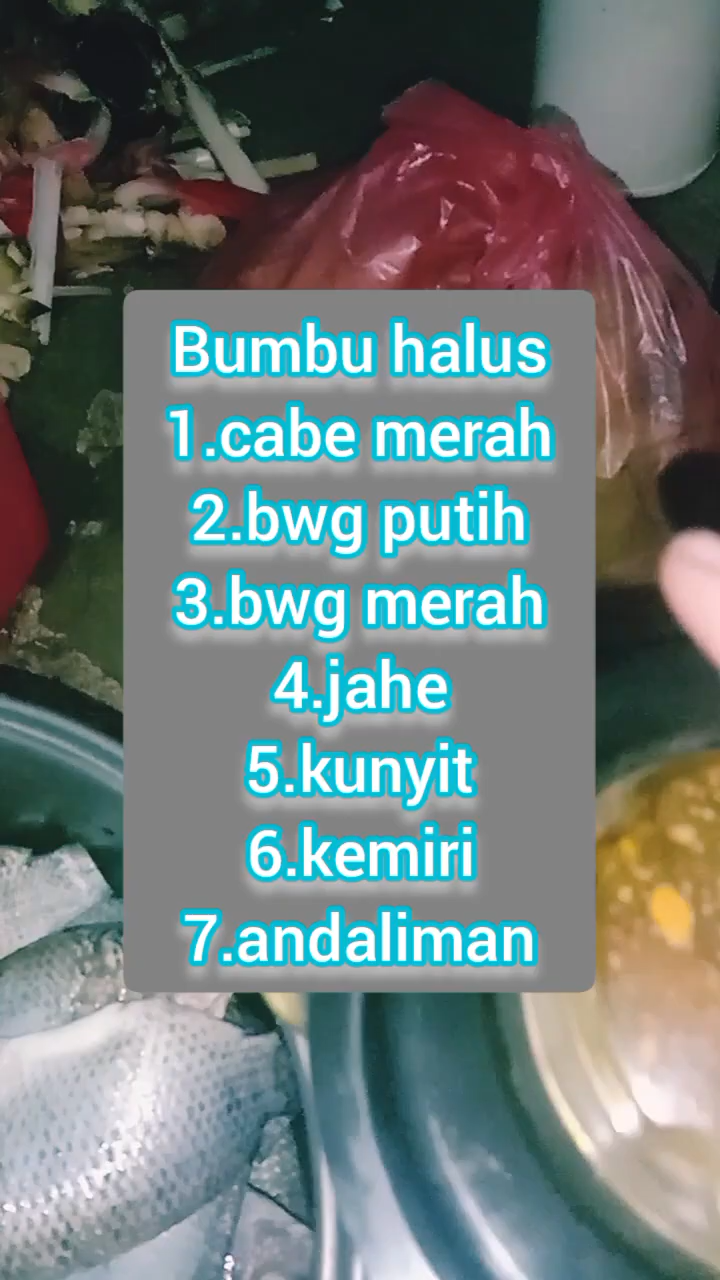 Bumbu halus
1.cabe merah
2.bwg putih
3.bwg merah
4.jahe
5.kunyit
6.kemiri
7.andaliman